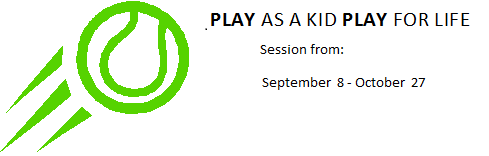 .PLAY AS A KID PLAY FOR LIFE
Session from:
September 8 - October 27